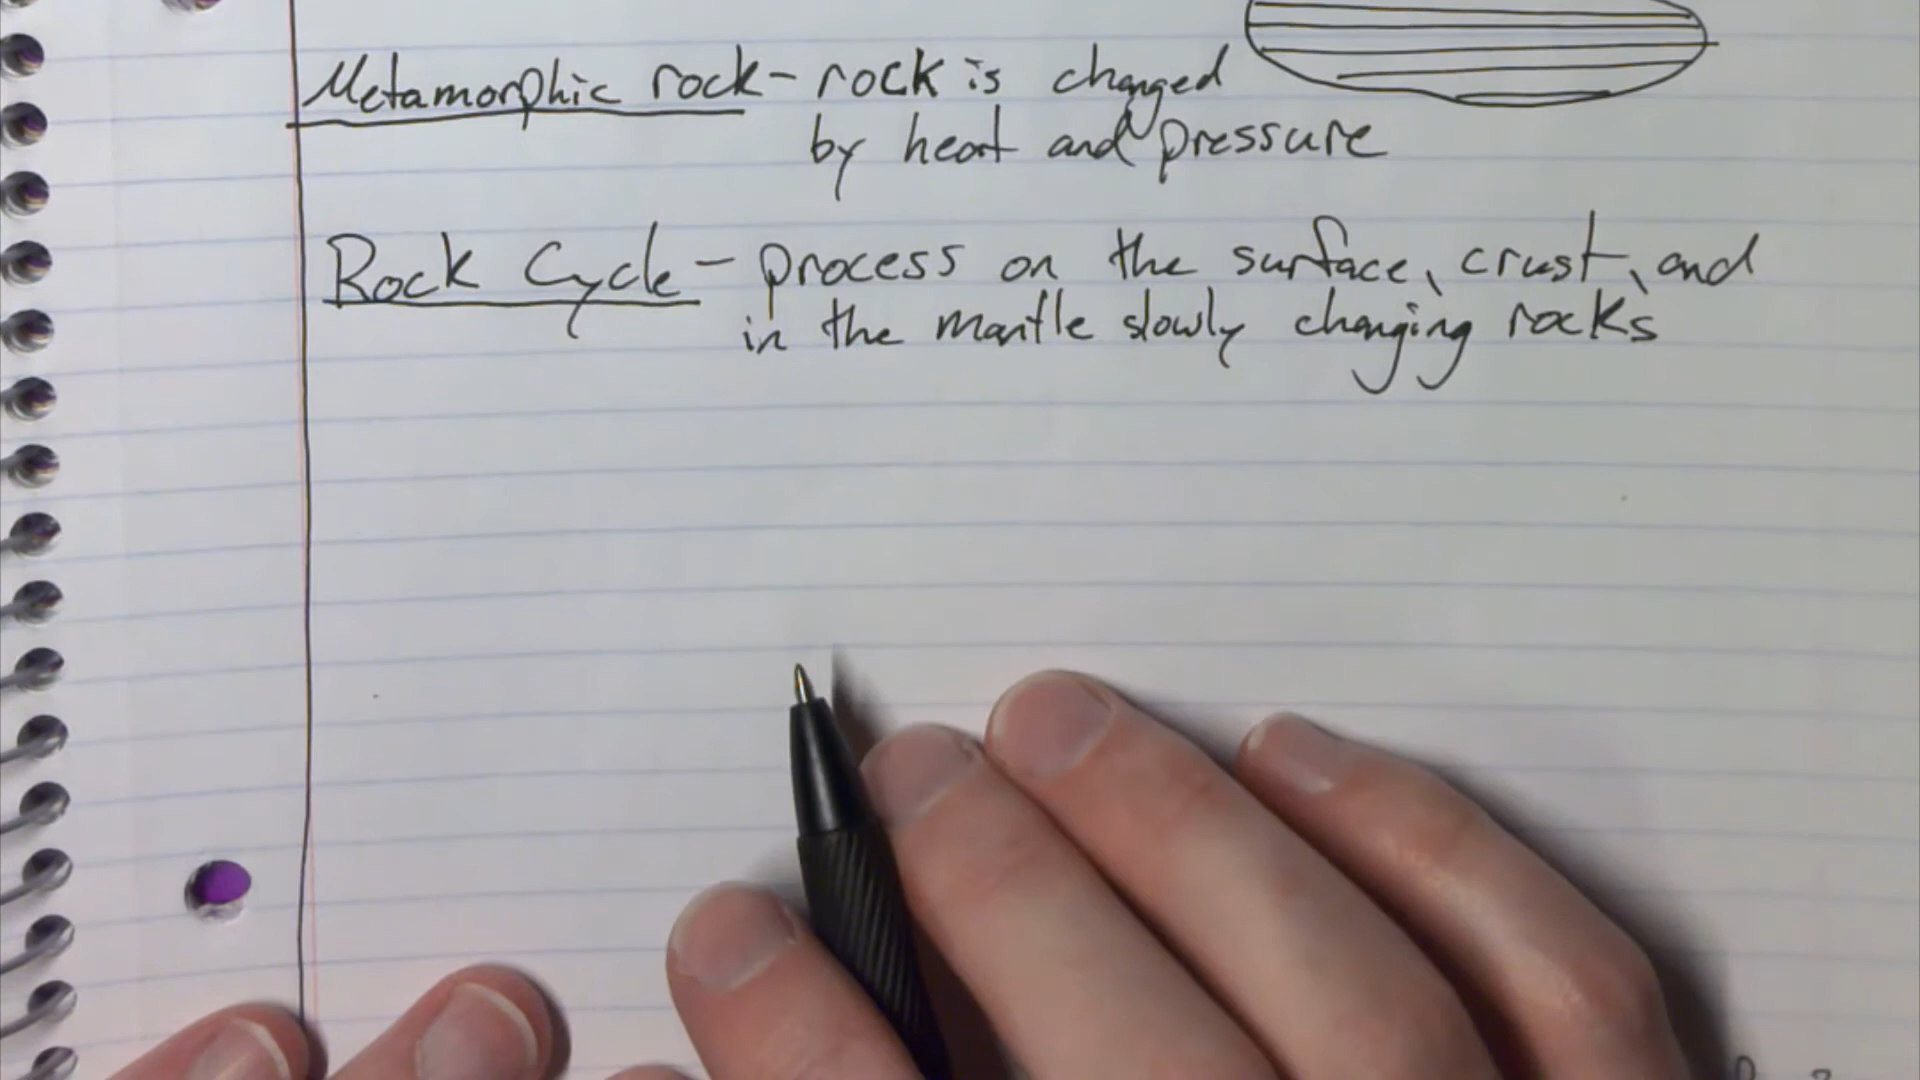 Metamorphic rock - rock is changed
by heat and pressure
Rock Cycle - process on the surface, crust, and
in the mantle slowly changing rocks